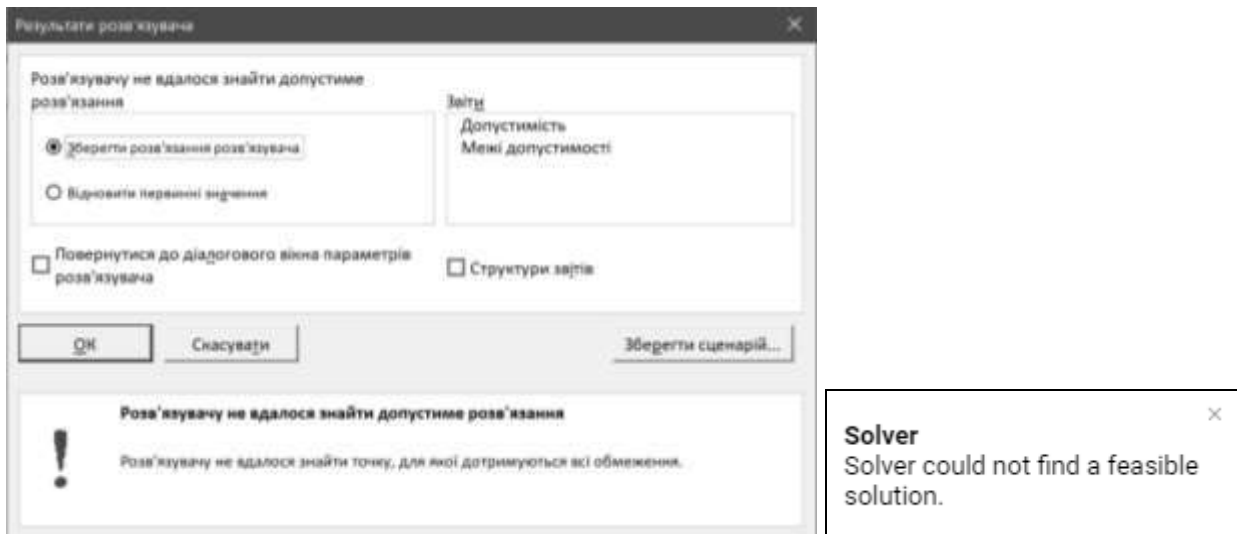 Результати розв'язувача
Розв'язувачу не вдалося знайти допустиме
розв'язання
Звіти
Допустимість
Межі допустимості
Зберегти розв'язання розв'язувача
Відновити первинні значення
Повернутися до діалогового вікна параметрів
розв'язувача
Структури звітів
ОК
Скасувати
Зберегти сценарій...
Розв'язувачу не вдалося знайти допустиме розв'язання
Розв'язувачу не вдалося знайти точку, для якої дотримуються всі обмеження.
Solver
Solver could not find a feasible
solution.